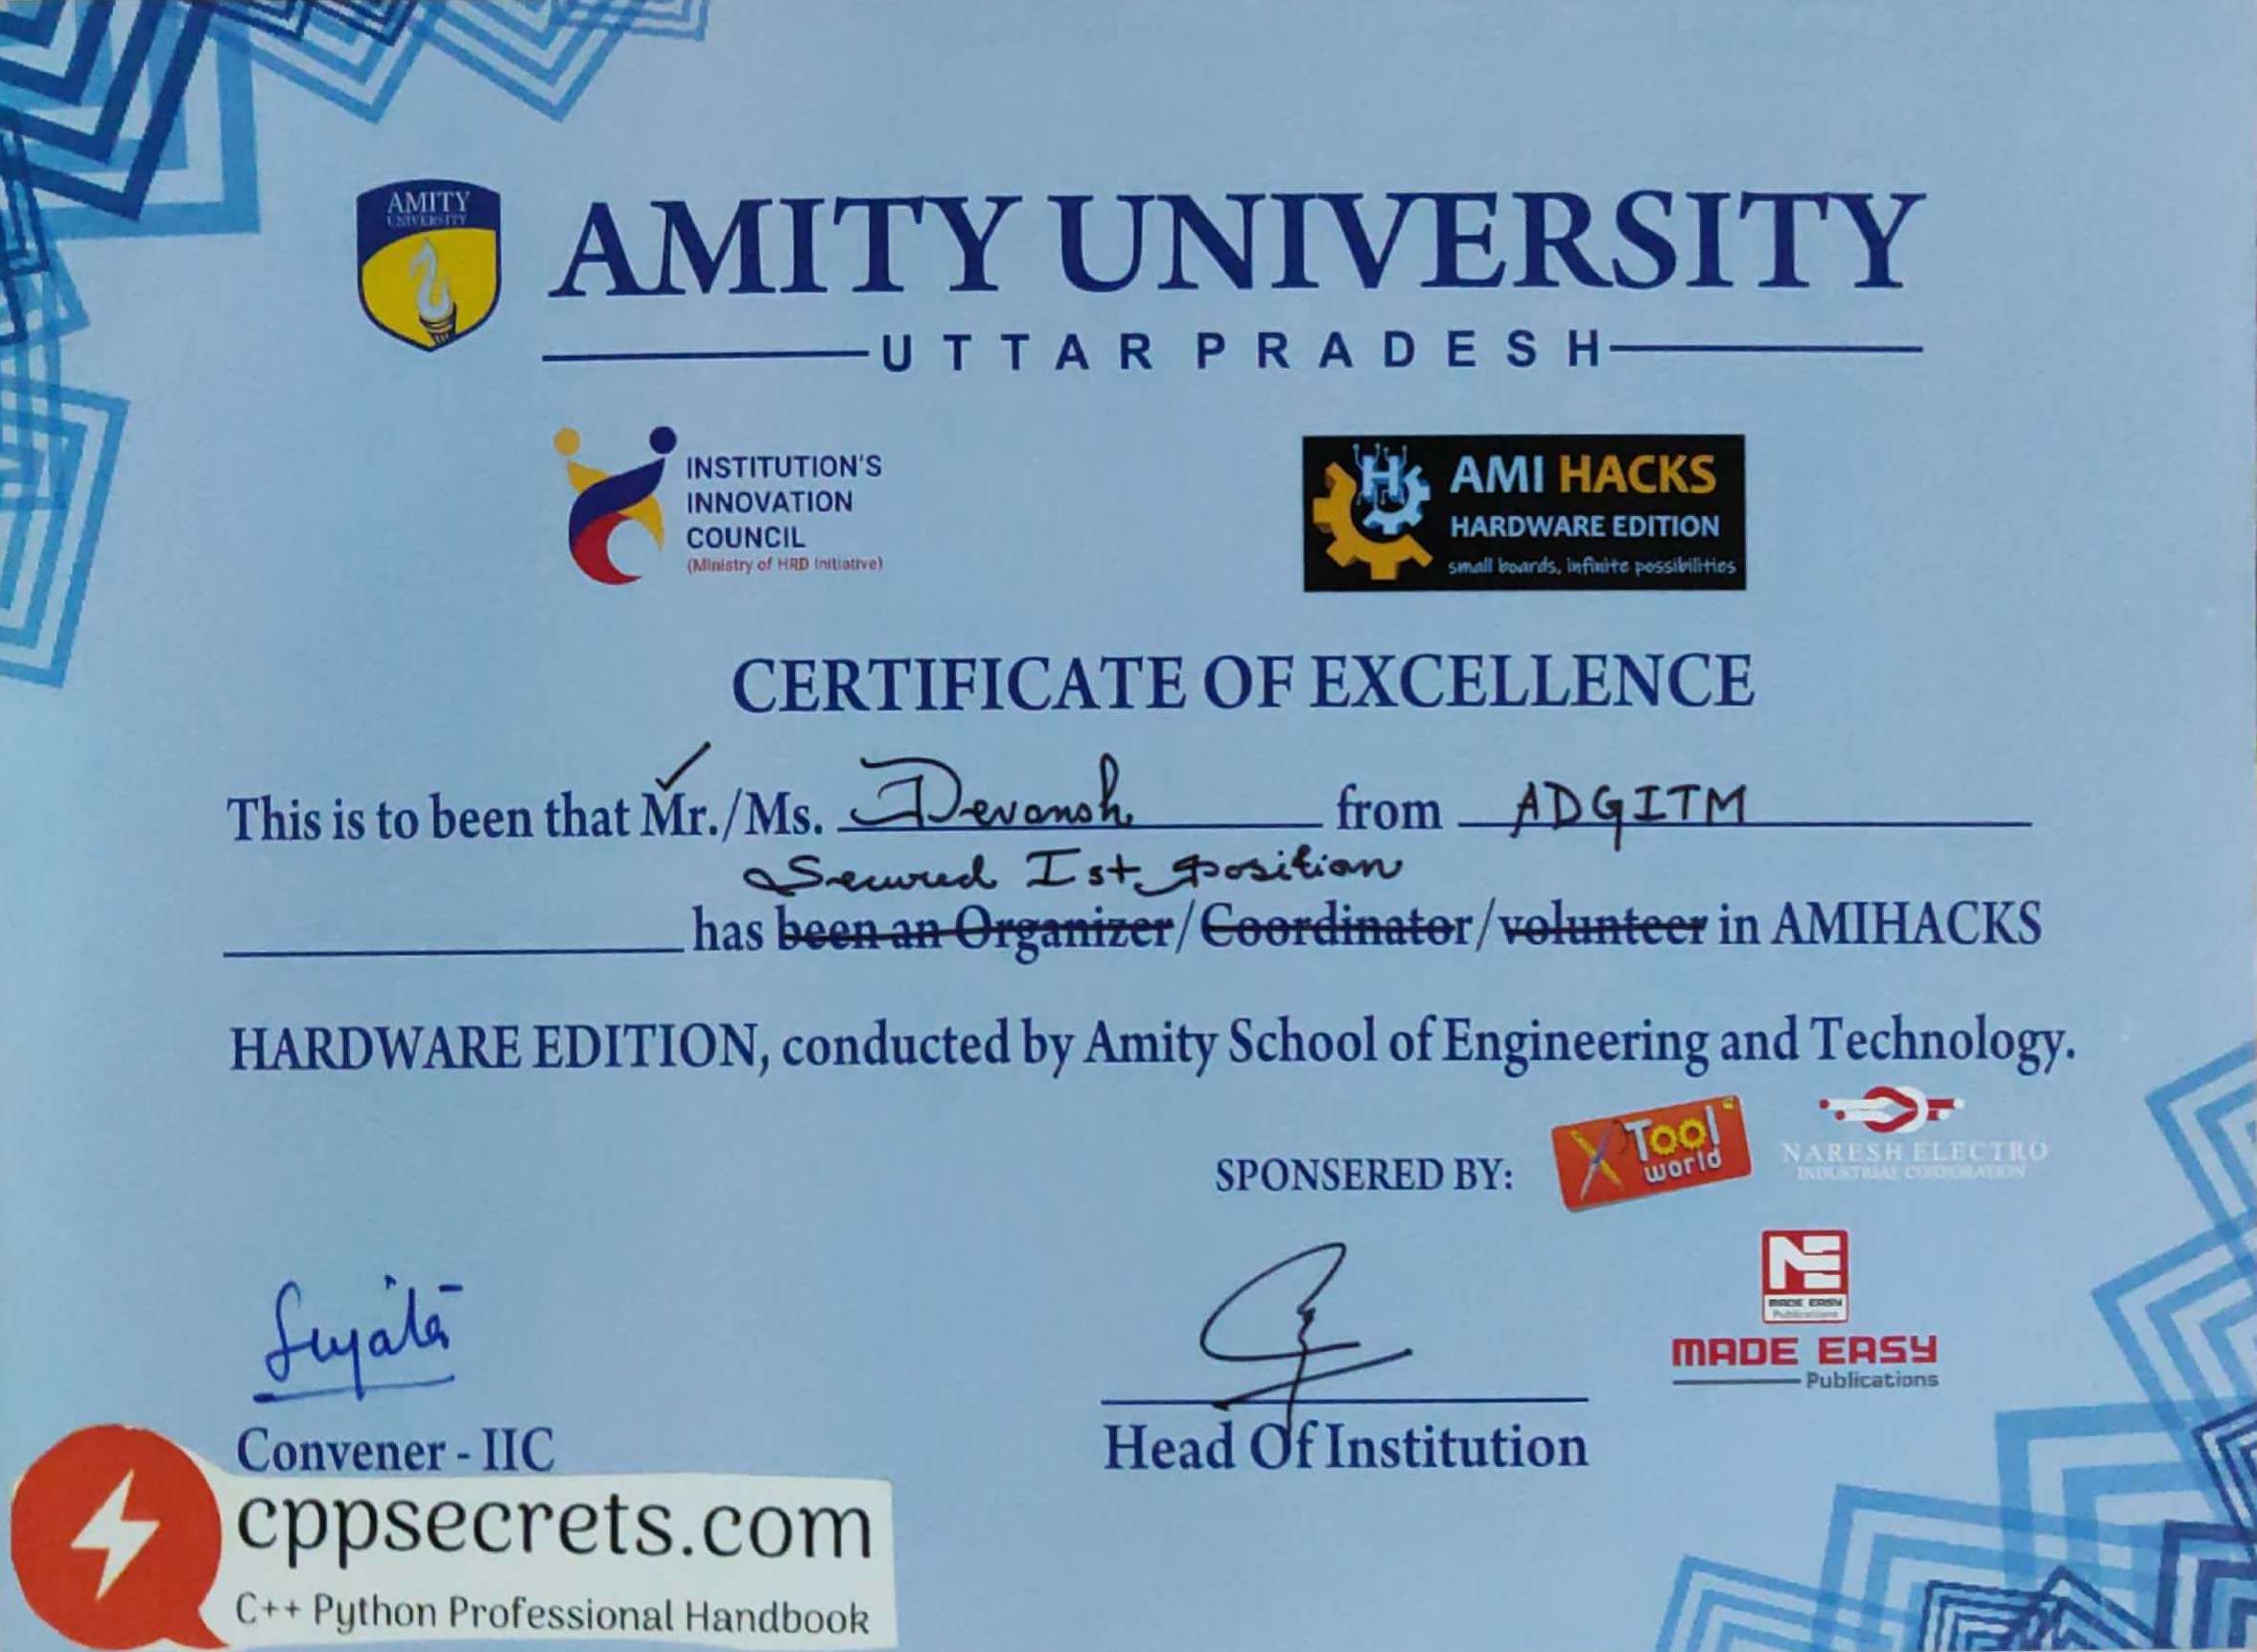 AMITY
UNIVERSITY
AMITY UNIVERSITY
UTTAR PRADESH
INSTITUTION'S
INNOVATION
COUNCIL
(Ministry of HRD Initiative)
AMI HACKS
HARDWARE EDITION
small boards, infinite possibilities
CERTIFICATE OF EXCELLENCE
This is to been that Mr./Ms. Devansh from ADGITM
Secured Ist position
has been an Organizer/Coordinator/volunteer in AMIHACKS
HARDWARE EDITION, conducted by Amity School of Engineering and Technology.
SPONSERED BY:
X Tool
world
NARESH ELECTRO
INDUSTRIAL CORPORATION
MADE EASY
Publications
MADE EASY
Publications
Sujata
Convener - IIC
Head Of Institution
cppsecrets.com
C++ Python Professional Handbook